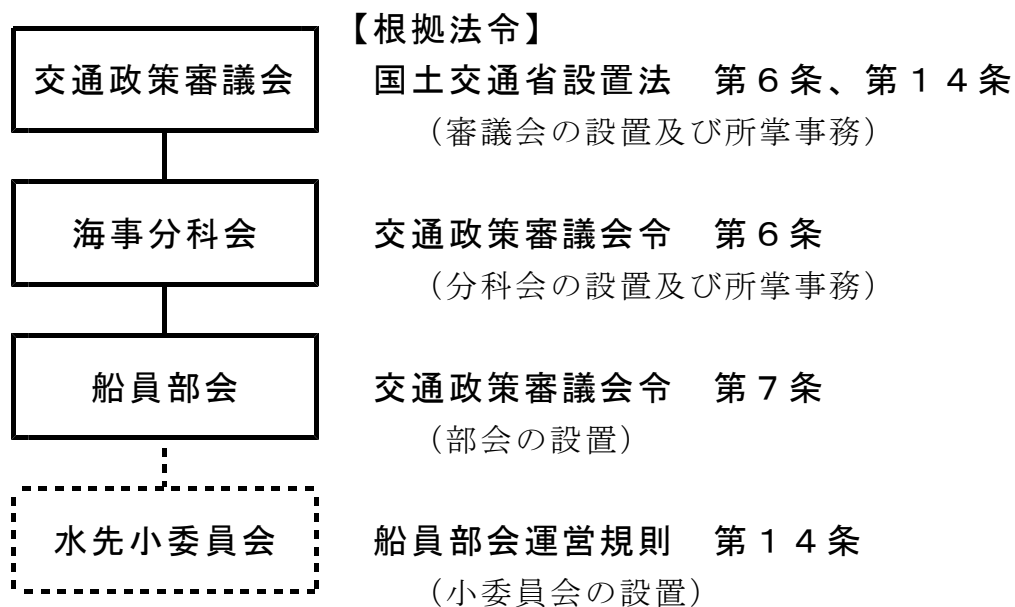 【根拠法令】
交通政策審議会　国土交通省設置法　第６条、第１４条
（審議会の設置及び所掌事務）
海事分科会　交通政策審議会令　第６条
（分科会の設置及び所掌事務）
船員部会　交通政策審議会令　第７条
（部会の設置）
水先小委員会　船員部会運営規則　第１４条
（小委員会の設置）